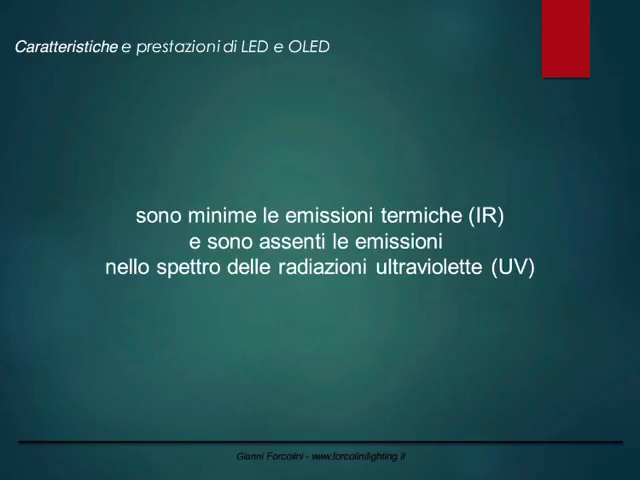 Caratteristiche e prestazioni di LED e OLED
sono minime le emissioni termiche (IR)
e sono assenti le emissioni
nello spettro delle radiazioni ultraviolette (UV)
Gianni Forcolini - www.forcolinilighting.it